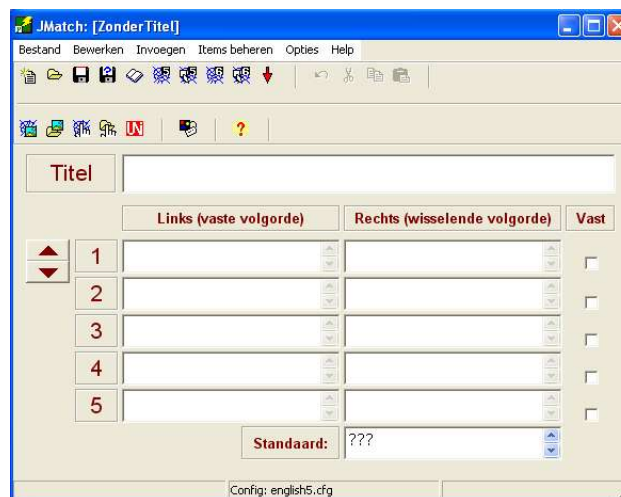 JMatch: [ZonderTitel]
Bestand Bewerken Invoegen Items beheren Opties Help
Titel
Links (vaste volgorde) Rechts (wisselende volgorde) Vast
1
2
3
4
5
Standaard: ???
Config: english5.cfg